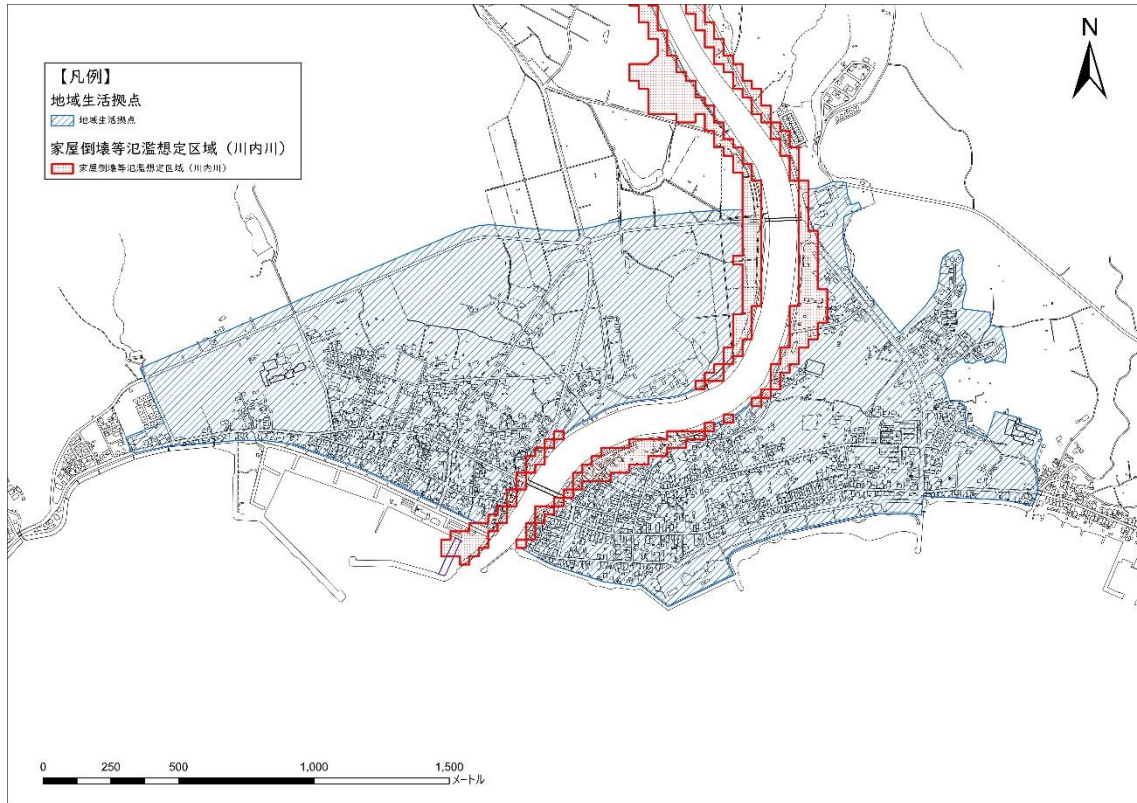 【凡例】
地域生活拠点
地域生活拠点
家屋倒壊等氾濫想定区域（川内川）
家屋倒壊等氾濫想定区域（川内川）
N
0 250 500 1,000 1,500
メートル